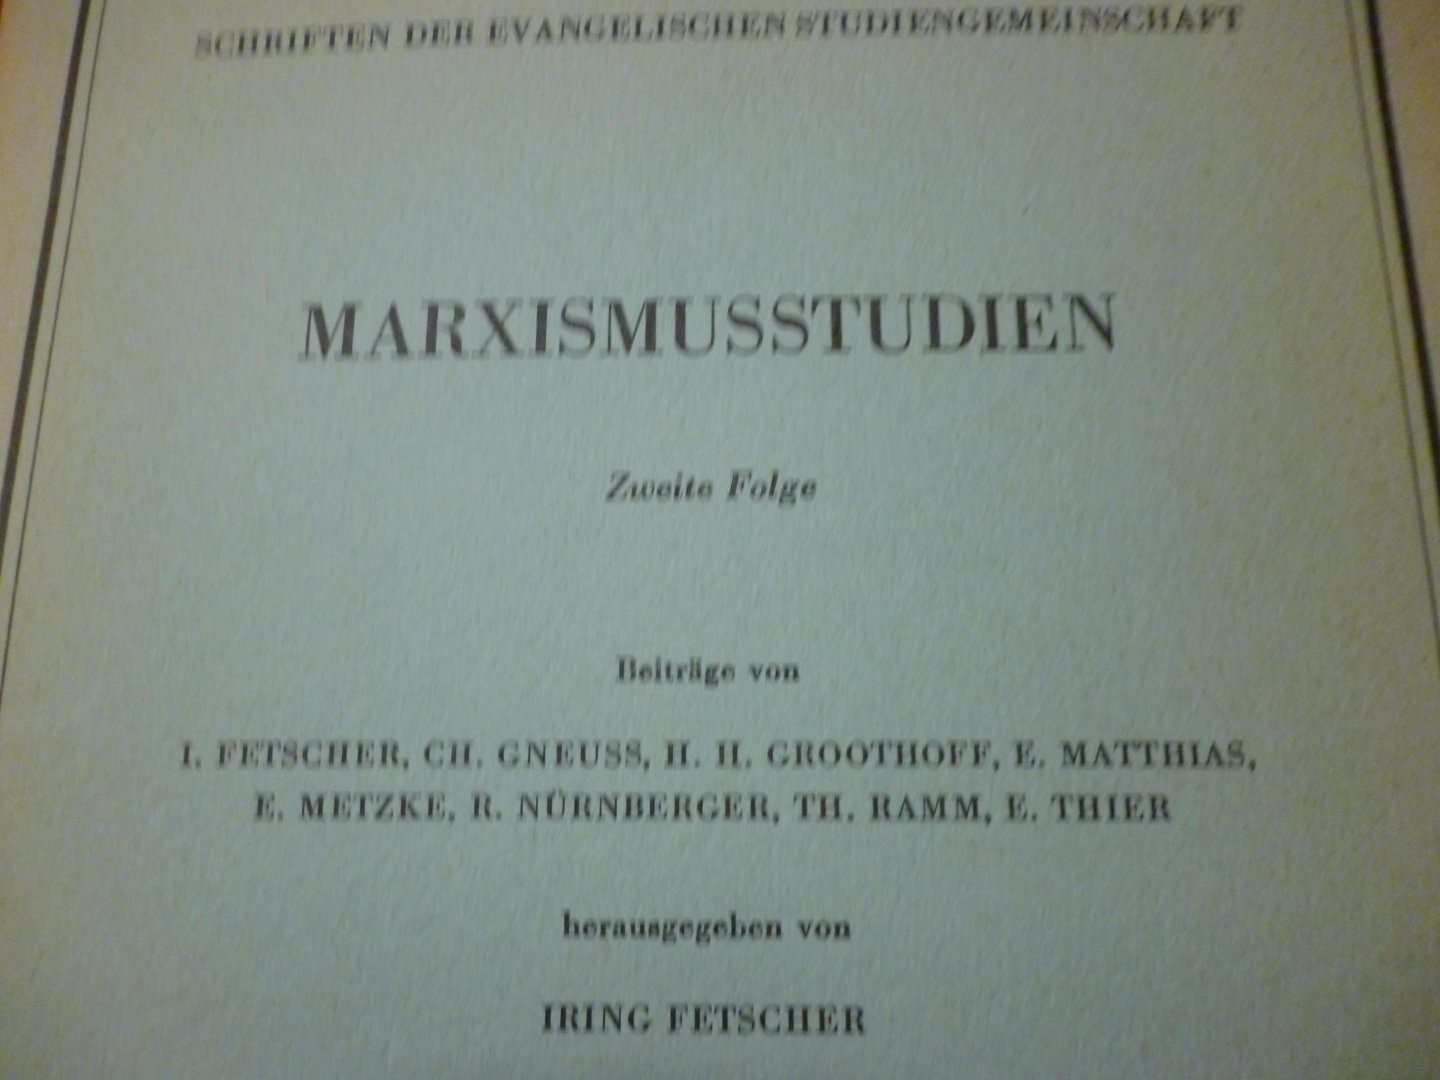 SCHRIFTEN DER EVANGELISCHEN STUDIENGEMEINSCHAFT
MARXISMUSSTUDIEN
Zweite Folge
Beiträge von
I. FETSCHER, CH. GNEUSS, H. H. GROOTHOFF, E. MATTHIAS,
E. METZKE, R. NÜRNBERGER, TH. RAMM, E. THIER
herausgegeben von
IRING FETSCHER